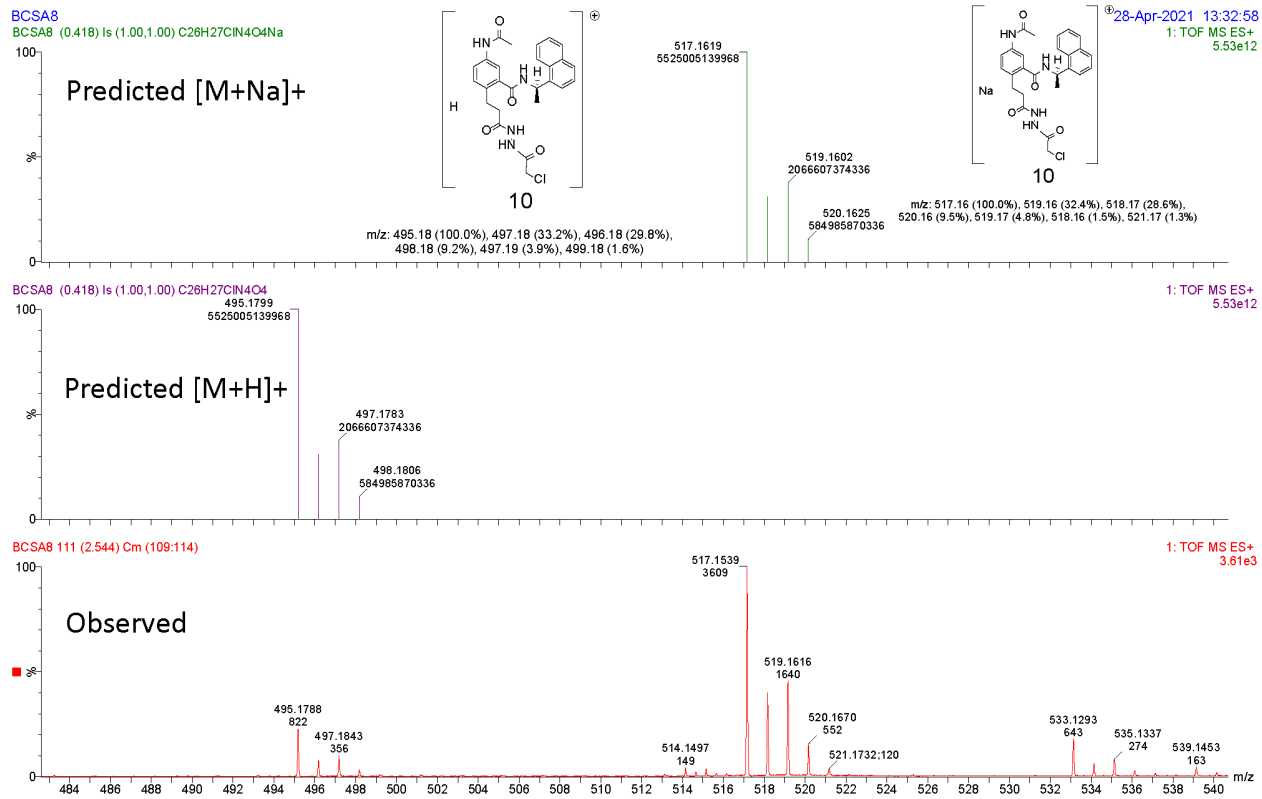 BCSA8
28-Apr-2021 13:32:58
BCSA8 (0.418) Is (1.00,1.00) C26H27ClN4O4Na
1: TOF MS ES+
5.53e12
100
%
0
Predicted [M+Na]+
517.1619
5525005139968
519.1602
2066607374336
520.1625
584985870336
O
NH
H
N
H
O
H
O
NH
HN
O
Cl
⊕
10
m/z: 495.18 (100.0%), 497.18 (33.2%), 496.18 (29.8%),
498.18 (9.2%), 497.19 (3.9%), 499.18 (1.6%)
O
NH
H
N
H
O
Na
O
NH
HN
O
Cl
⊕
10
m/z: 517.16 (100.0%), 519.16 (32.4%), 518.17 (28.6%),
520.16 (9.5%), 519.17 (4.8%), 518.16 (1.5%), 521.17 (1.3%)
BCSA8 (0.418) Is (1.00,1.00) C26H27ClN4O4
1: TOF MS ES+
5.53e12
100
%
0
Predicted [M+H]+
495.1799
5525005139968
497.1783
2066607374336
498.1806
584985870336
BCSA8 111 (2.544) Cm (109:114)
1: TOF MS ES+
3.61e3
100
%
0
Observed
495.1788
822
497.1843
356
514.1497
149
517.1539
3609
519.1616
1640
520.1670
552
521.1732;120
533.1293
643
535.1337
274
539.1453
163
484 486 488 490 492 494 496 498 500 502 504 506 508 510 512 514 516 518 520 522 524 526 528 530 532 534 536 538 540 m/z